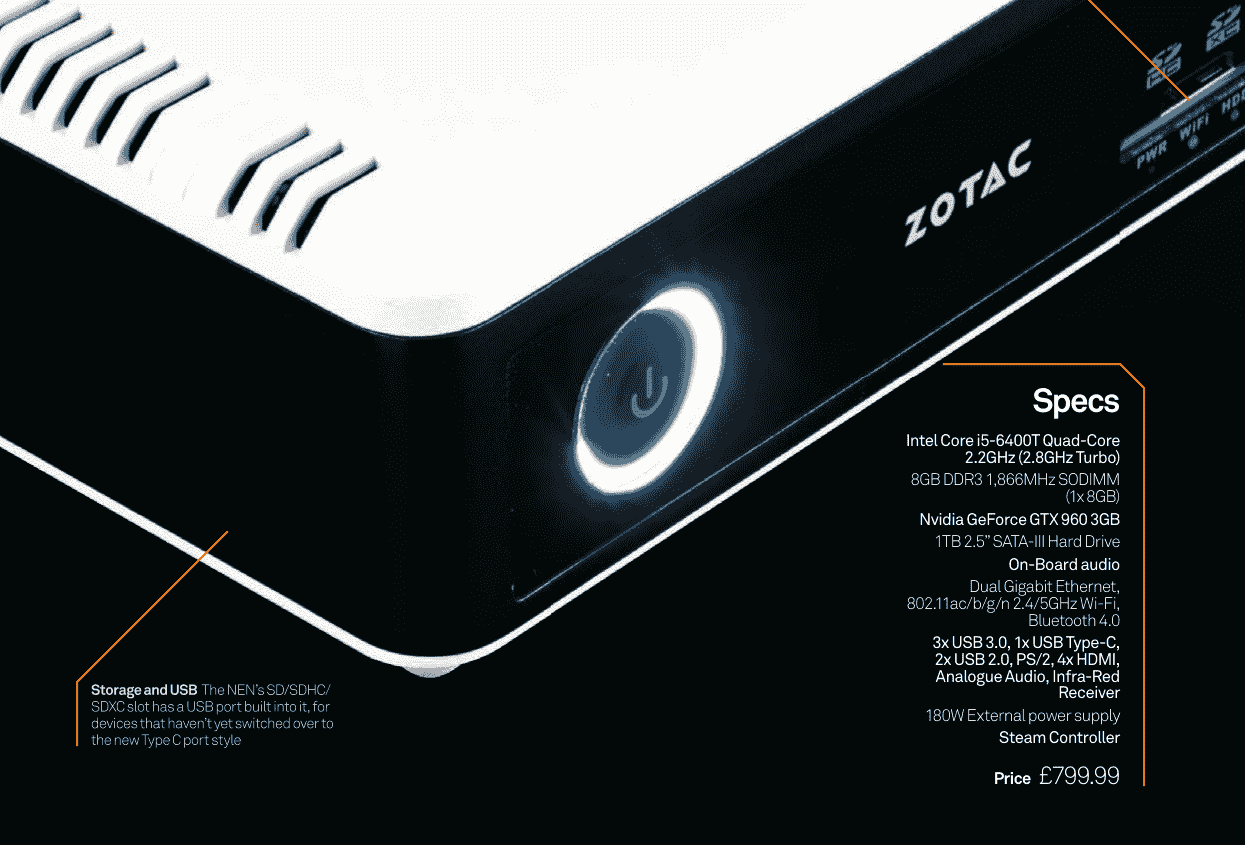 ZOTAC
PWR WiFi
Specs
Intel Core i5-6400T Quad-Core
2.2GHz (2.8GHz Turbo)
8GB DDR3 1,866MHz SODIMM
(1x 8GB)
Nvidia GeForce GTX 960 3GB
1TB 2.5” SATA-III Hard Drive
On-Board audio
Dual Gigabit Ethernet,
802.11ac/b/g/n 2.4/5GHz Wi-Fi,
Bluetooth 4.0
3x USB 3.0, 1x USB Type-C,
2x USB 2.0, PS/2, 4x HDMI,
Analogue Audio, Infra-Red
Receiver
180W External power supply
Steam Controller
Price £799.99
Storage and USB The NEN’s SD/SDHC/
SDXC slot has a USB port built into it, for
devices that haven’t yet switched over to
the new Type C port style